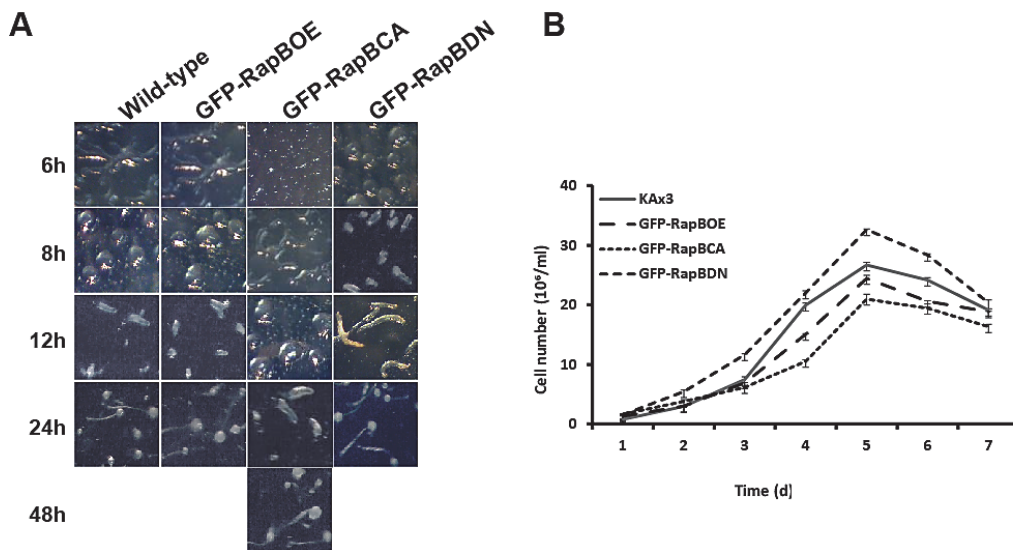 A
B
Wild-type
GFP-RapBOE
GFP-RapBCA
GFP-RapBDN
6h
8h
12h
24h
48h
40
30
20
10
0
Cell number (10⁶/ml)
KAx3
GFP-RapBOE
GFP-RapBCA
GFP-RapBDN
1 2 3 4 5 6 7
Time (d)